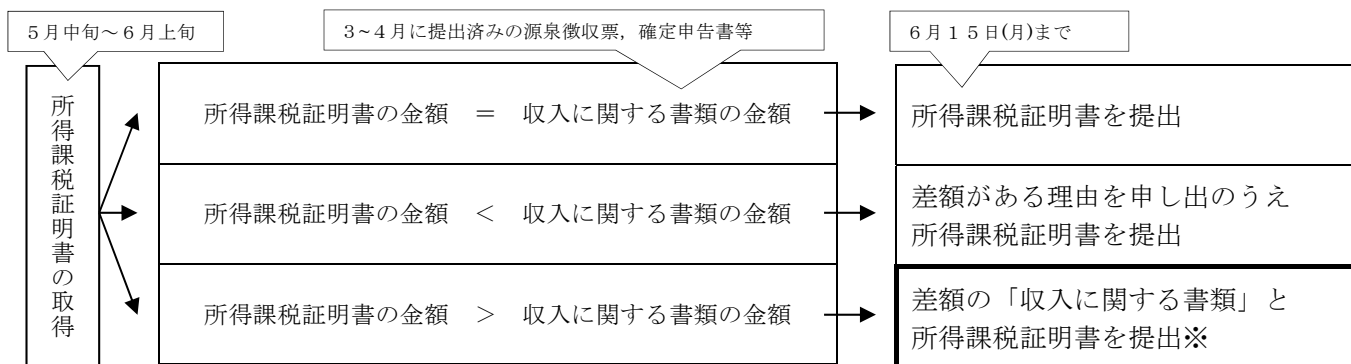 5月中旬～6月上旬
3~4月に提出済みの源泉徴収票，確定申告書等
6月15日(月)まで
所得課税証明書の取得
所得課税証明書の金額　＝　収入に関する書類の金額
所得課税証明書を提出
所得課税証明書の金額　＜　収入に関する書類の金額
差額がある理由を申し出のうえ
所得課税証明書を提出
所得課税証明書の金額　＞　収入に関する書類の金額
差額の「収入に関する書類」と
所得課税証明書を提出※